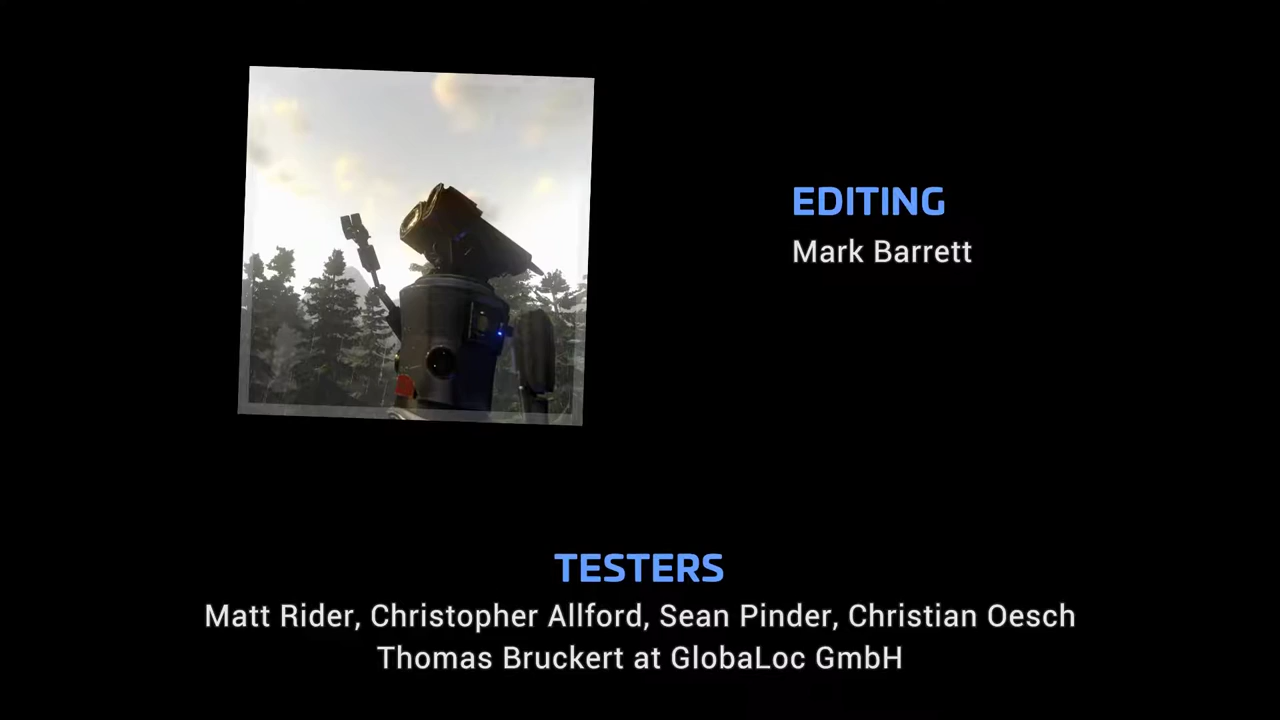 EDITING
Mark Barrett
TESTERS
Matt Rider, Christopher Allford, Sean Pinder, Christian Oesch
Thomas Bruckert at GlobaLoc GmbH